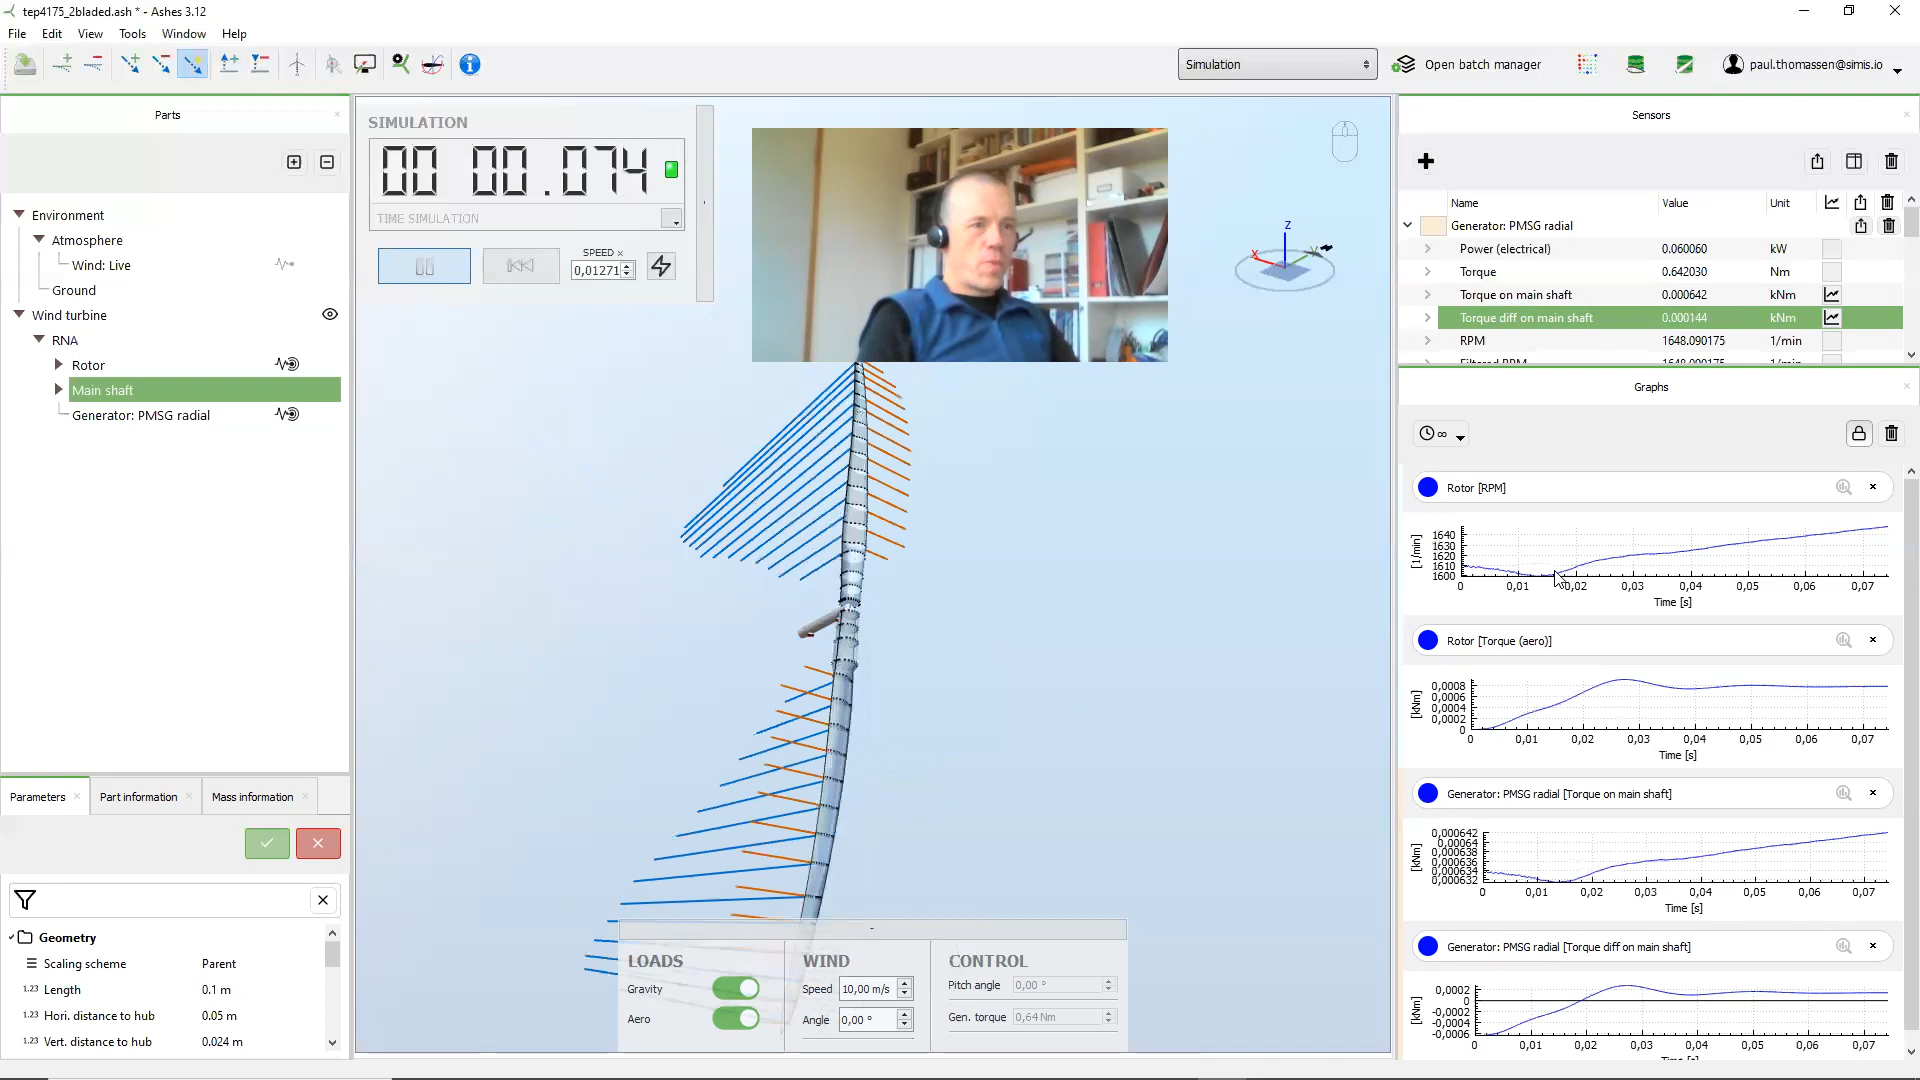 tep4175_2bladed.ash * - Ashes 3.12
File Edit View Tools Window Help
Simulation
Open batch manager
paul.thomassen@simis.io
Parts
Environment
Atmosphere
Wind: Live
Ground
Wind turbine
RNA
Rotor
Main shaft
Generator: PMSG radial
Parameters
Part information
Mass information
Geometry
Scaling scheme Parent
1.23 Length 0.1 m
1.23 Hori. distance to hub 0.05 m
1.23 Vert. distance to hub 0.024 m
SIMULATION
00 00.074
TIME SIMULATION
SPEED x
0,01271
Z
X
Y
LOADS
Gravity
Aero
WIND
Speed 10,00 m/s
Angle 0,00 °
CONTROL
Pitch angle 0,00 °
Gen. torque 0,64 Nm
Sensors
Name Value Unit
Generator: PMSG radial
Power (electrical) 0.060060 kW
Torque 0.642030 Nm
Torque on main shaft 0.000642 kNm
Torque diff on main shaft 0.000144 kNm
RPM 1648.090175 1/min
Filtered RPM 1648.090175 1/min
Graphs
∞
Rotor [RPM]
[1/min]
1640
1630
1620
1610
1600
0 0,01 0,02 0,03 0,04 0,05 0,06 0,07
Time [s]
Rotor [Torque (aero)]
[kNm]
0,0008
0,0006
0,0004
0,0002
0
0 0,01 0,02 0,03 0,04 0,05 0,06 0,07
Time [s]
Generator: PMSG radial [Torque on main shaft]
[kNm]
0,000642
0,00064
0,000638
0,000636
0,000634
0,000632
0 0,01 0,02 0,03 0,04 0,05 0,06 0,07
Time [s]
Generator: PMSG radial [Torque diff on main shaft]
[kNm]
0,0002
0
-0,0002
-0,0004
-0,0006
0 0,01 0,02 0,03 0,04 0,05 0,06 0,07
Time [s]